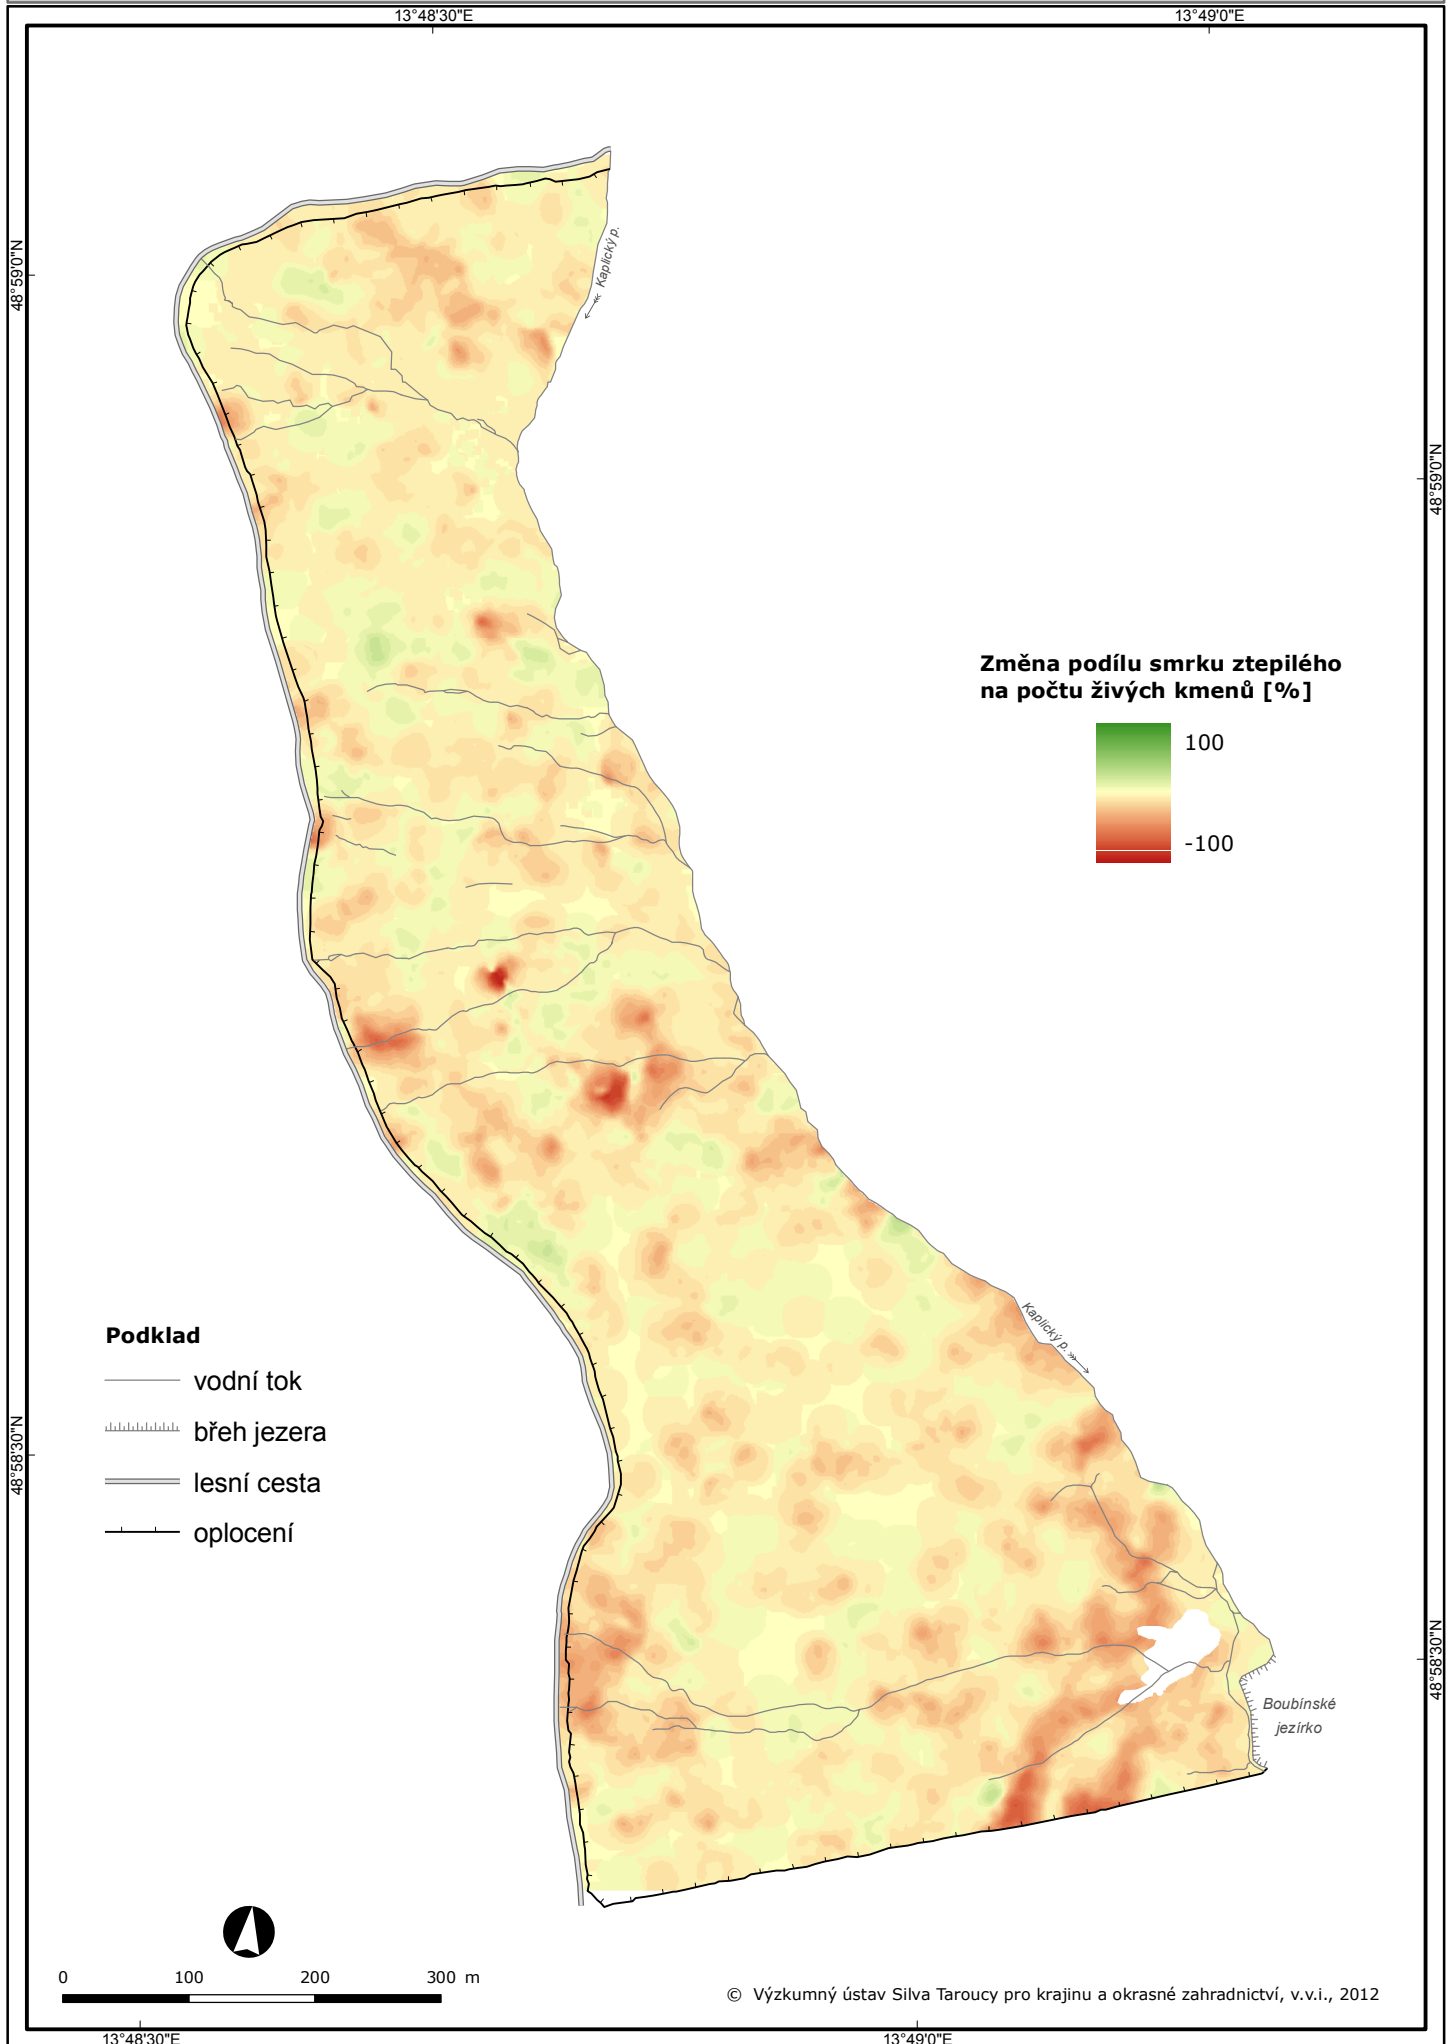 13°48'30"E
13°49'0"E
48°59'0"N
Kaplický p.
48°59'0"N
Změna podílu smrku ztepilého
na počtu živých kmenů [%]
100
-100
Kaplický p.
Podklad
vodní tok
břeh jezera
lesní cesta
oplocení
48°58'30"N
48°58'30"N
Boubínské
jezírko
0 100 200 300 m
© Výzkumný ústav Silva Taroucy pro krajinu a okrasné zahradnictví, v.v.i., 2012
13°48'30"E
13°49'0"E